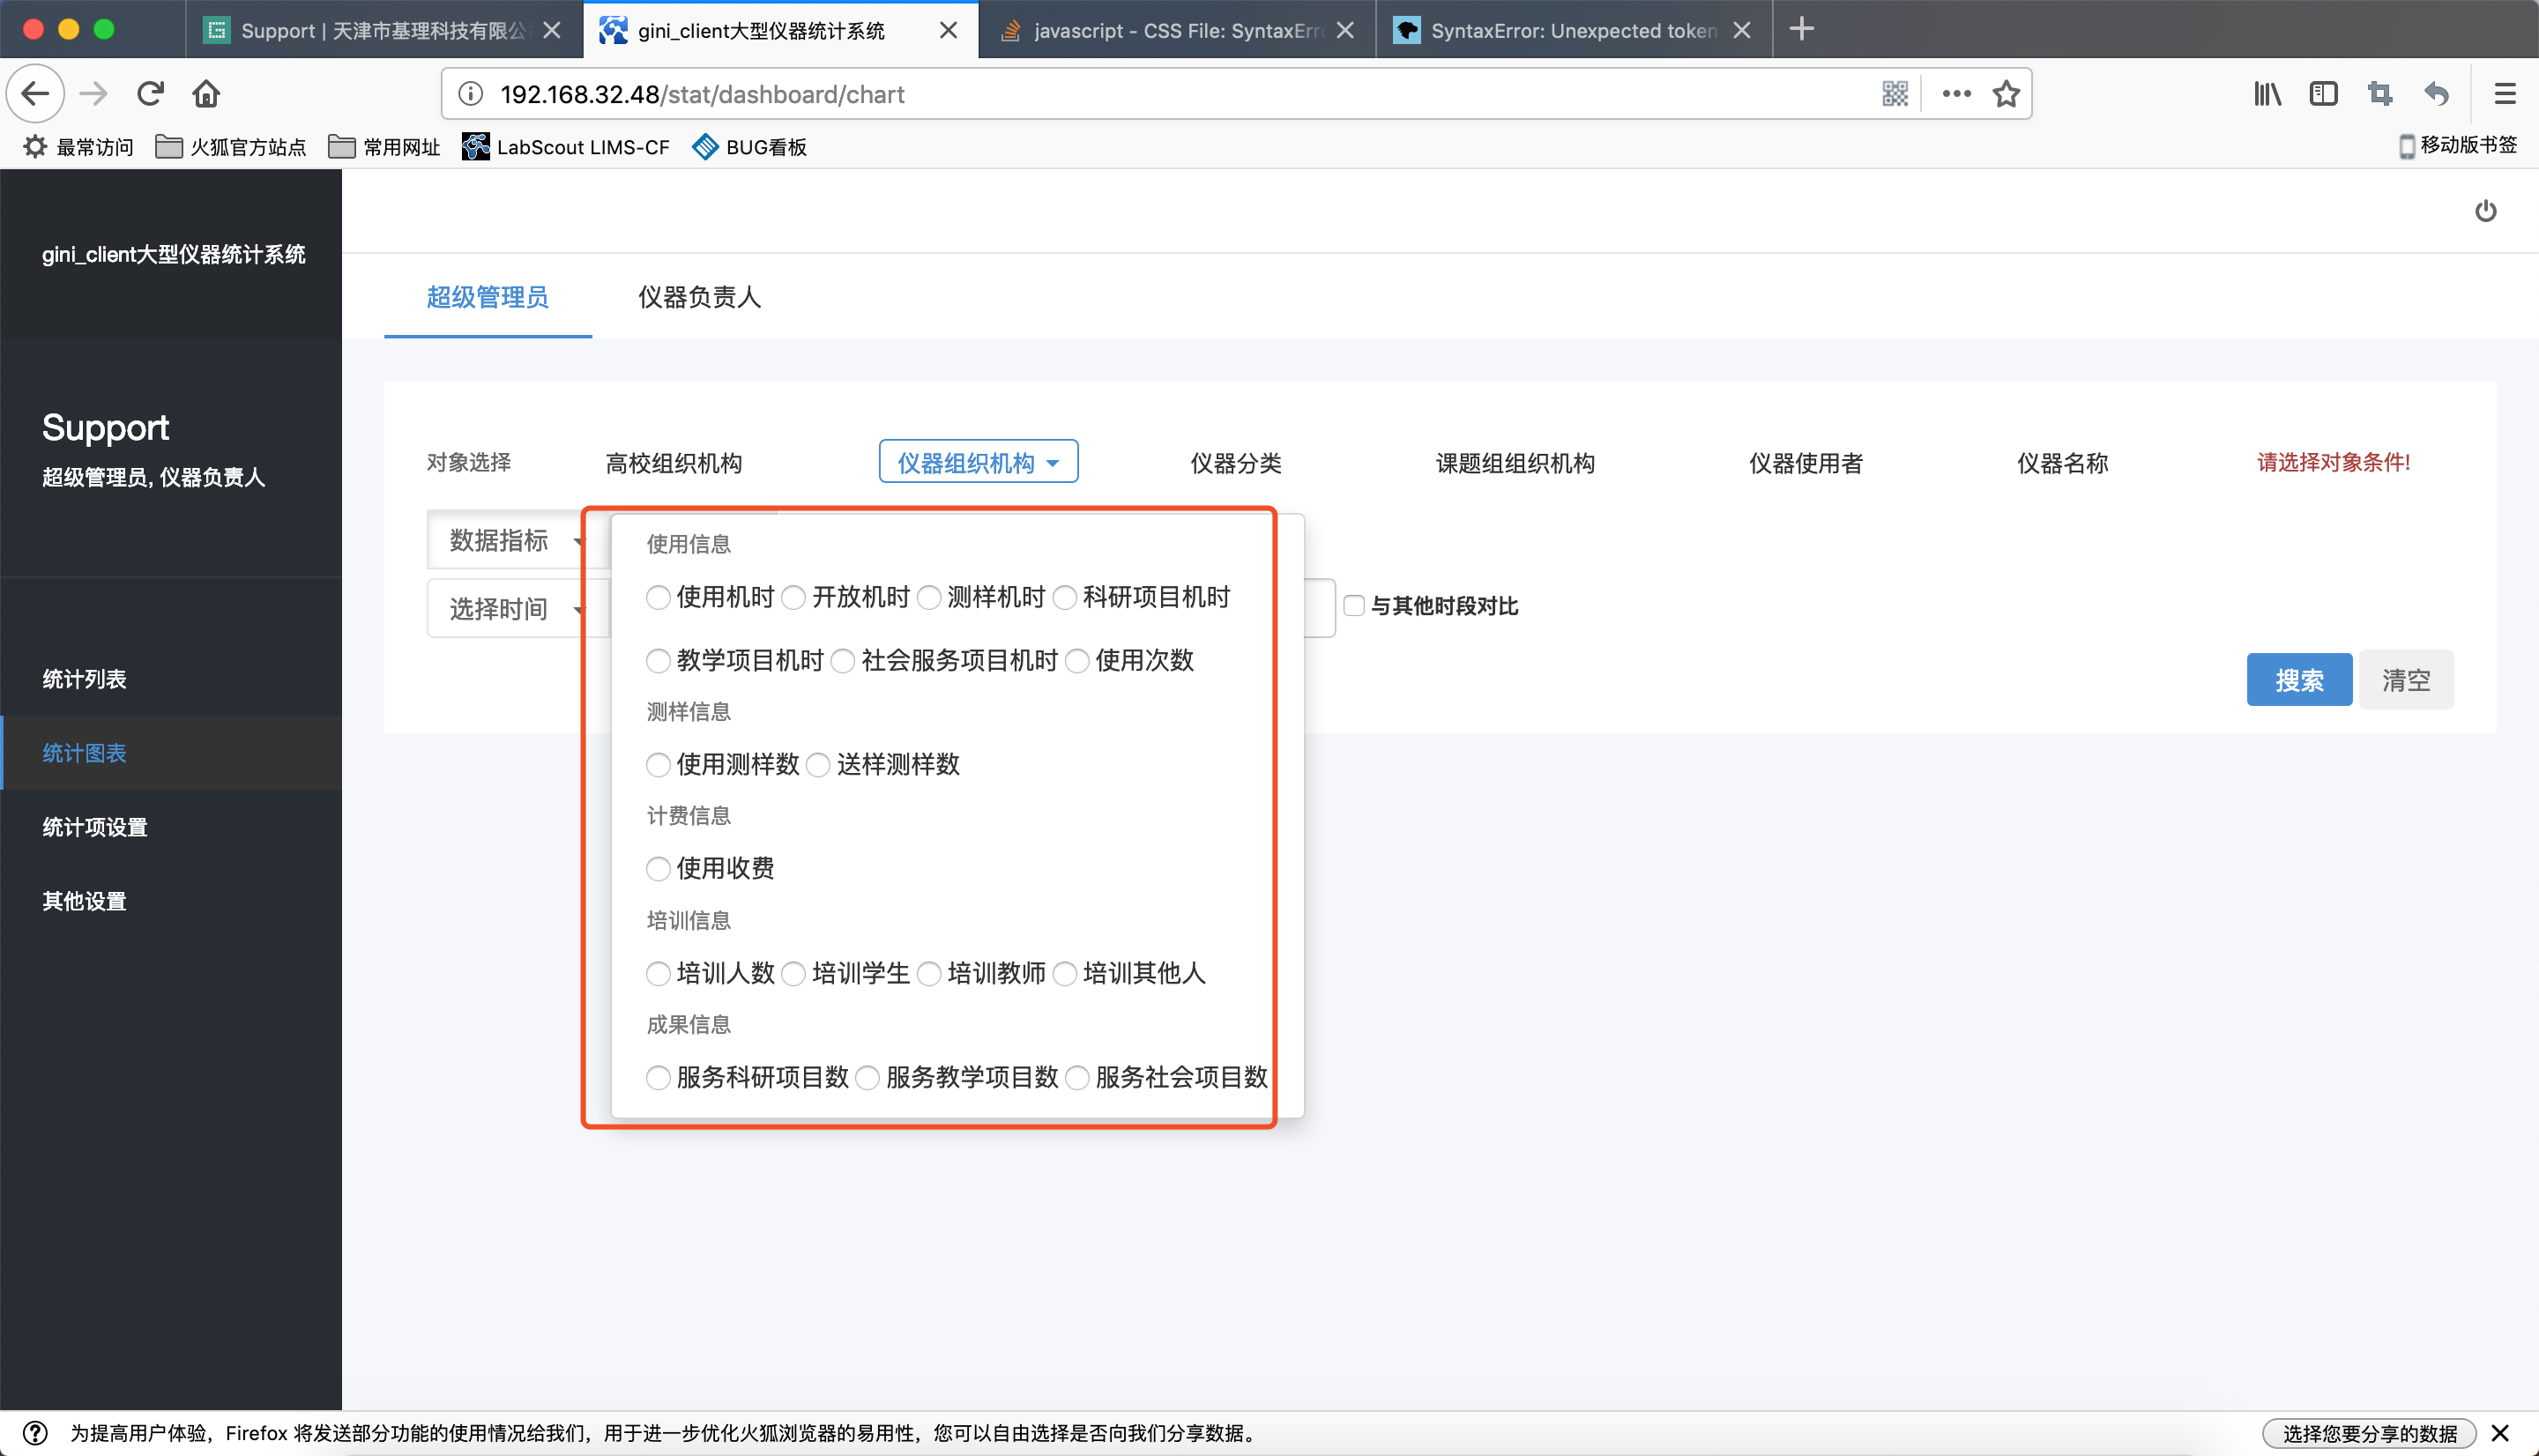 Support | 天津市基理科技有限公
gini_client大型仪器统计系统
javascript - CSS File: SyntaxErr
SyntaxError: Unexpected token
192.168.32.48/stat/dashboard/chart
最常访问 火狐官方站点 常用网址 LabScout LIMS-CF BUG看板 移动版书签
gini_client大型仪器统计系统
Support
超级管理员, 仪器负责人
统计列表
统计图表
统计项设置
其他设置
超级管理员 仪器负责人
对象选择 高校组织机构 仪器组织机构 仪器分类 课题组组织机构 仪器使用者 仪器名称 请选择对象条件!
数据指标
选择时间 与其他时段对比
搜索 清空
使用信息
使用机时 开放机时 测样机时 科研项目机时
教学项目机时 社会服务项目机时 使用次数
测样信息
使用测样数 送样测样数
计费信息
使用收费
培训信息
培训人数 培训学生 培训教师 培训其他人
成果信息
服务科研项目数 服务教学项目数 服务社会项目数
为提高用户体验，Firefox 将发送部分功能的使用情况给我们，用于进一步优化火狐浏览器的易用性，您可以自由选择是否向我们分享数据。
选择您要分享的数据